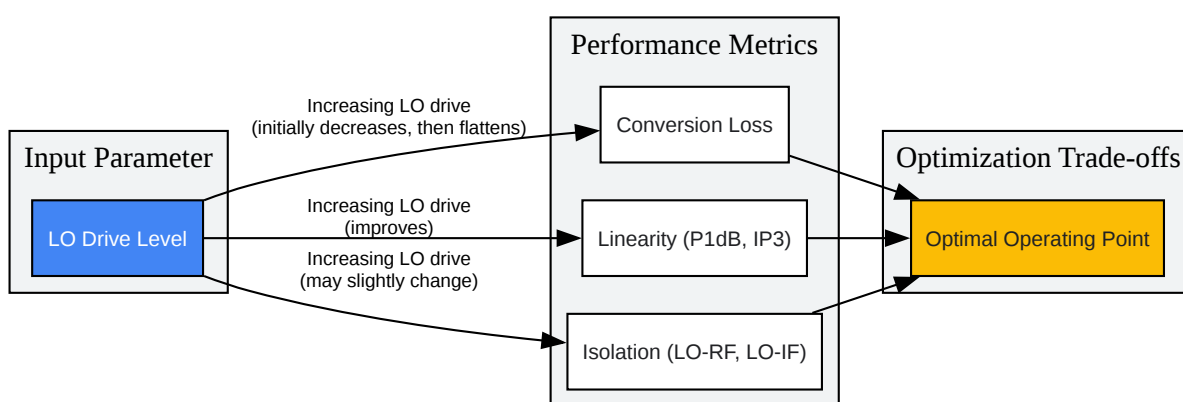 Input Parameter
LO Drive Level
Increasing LO drive
(initially decreases, then flattens)
Increasing LO drive
(improves)
Increasing LO drive
(may slightly change)
Performance Metrics
Conversion Loss
Linearity (P1dB, IP3)
Isolation (LO-RF, LO-IF)
Optimization Trade-offs
Optimal Operating Point